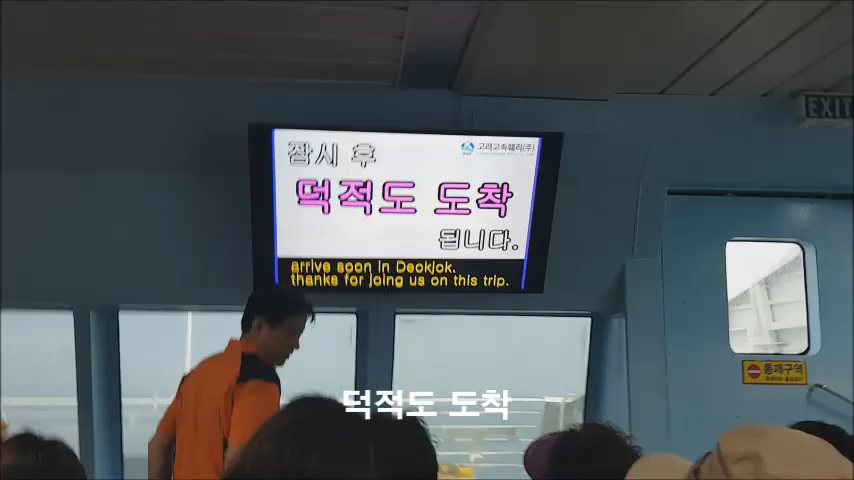 EXIT
고려고속훼리(주)
잠시 후
덕적도 도착
됩니다.
arrive soon in Deokjok.
thanks for joing us on this trip.
통제구역
덕적도 도착